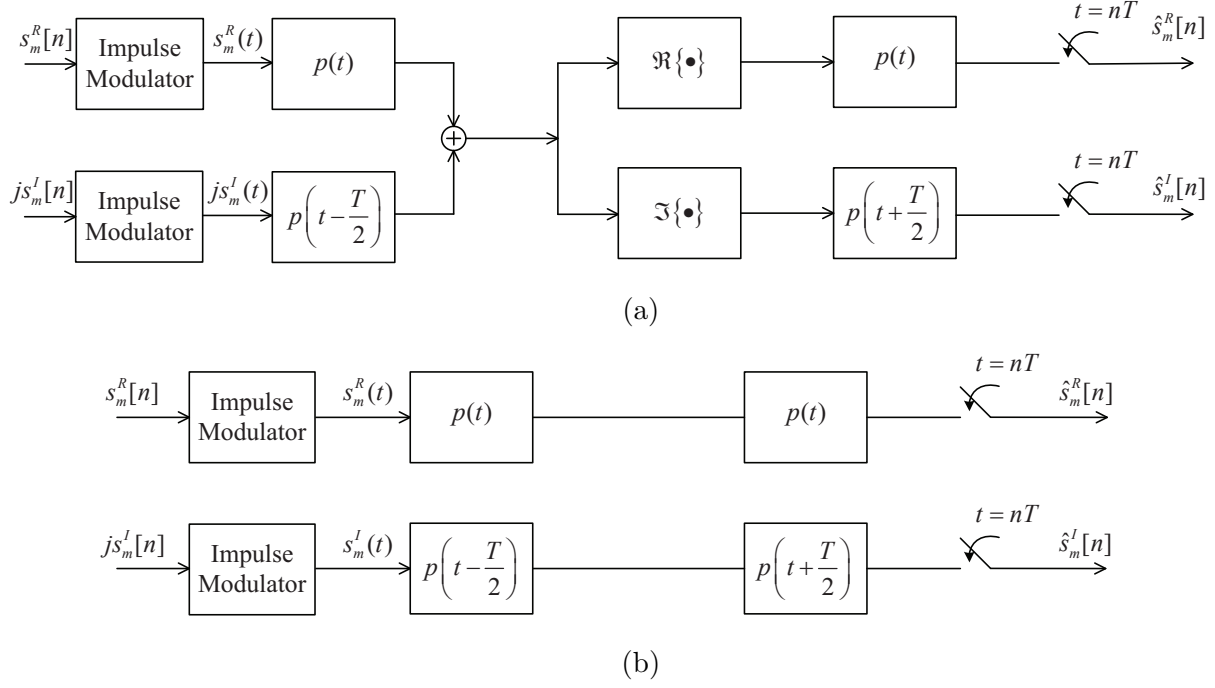 s_m^R[n] Impulse Modulator s_m^R(t) p(t) ℜ{•} p(t) t = nT ŝ_m^R[n]
+
js_m^I[n] Impulse Modulator js_m^I(t) p(t − T/2) ℑ{•} p(t + T/2) t = nT ŝ_m^I[n]
(a)
s_m^R[n] Impulse Modulator s_m^R(t) p(t) p(t) t = nT ŝ_m^R[n]
js_m^I[n] Impulse Modulator s_m^I(t) p(t − T/2) p(t + T/2) t = nT ŝ_m^I[n]
(b)